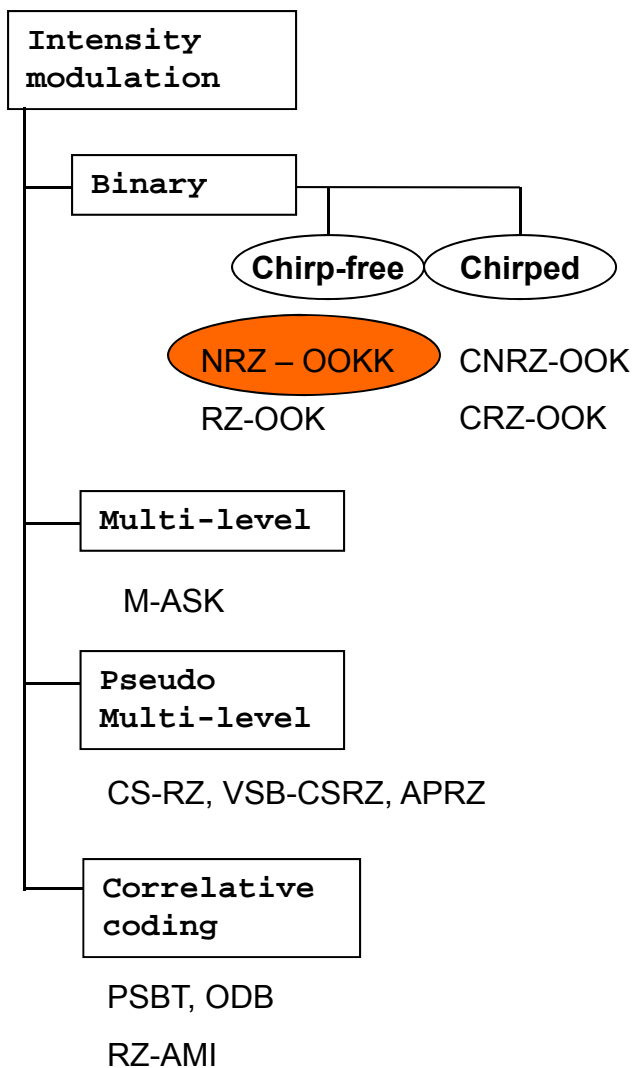 Intensity
modulation
Binary
Chirp-free Chirped
NRZ – OOKK CNRZ-OOK
RZ-OOK CRZ-OOK
Multi-level
M-ASK
Pseudo
Multi-level
CS-RZ, VSB-CSRZ, APRZ
Correlative
coding
PSBT, ODB
RZ-AMI